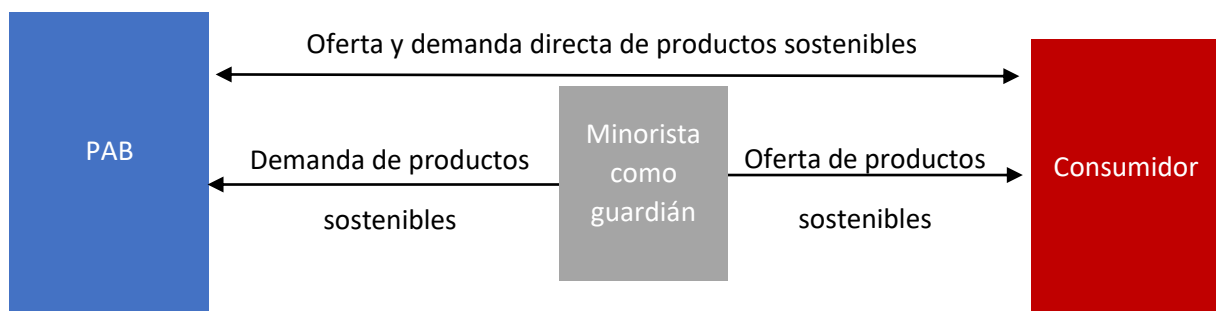 Oferta y demanda directa de productos sostenibles
PAB
Demanda de productos
sostenibles
Minorista
como
guardián
Oferta de productos
sostenibles
Consumidor